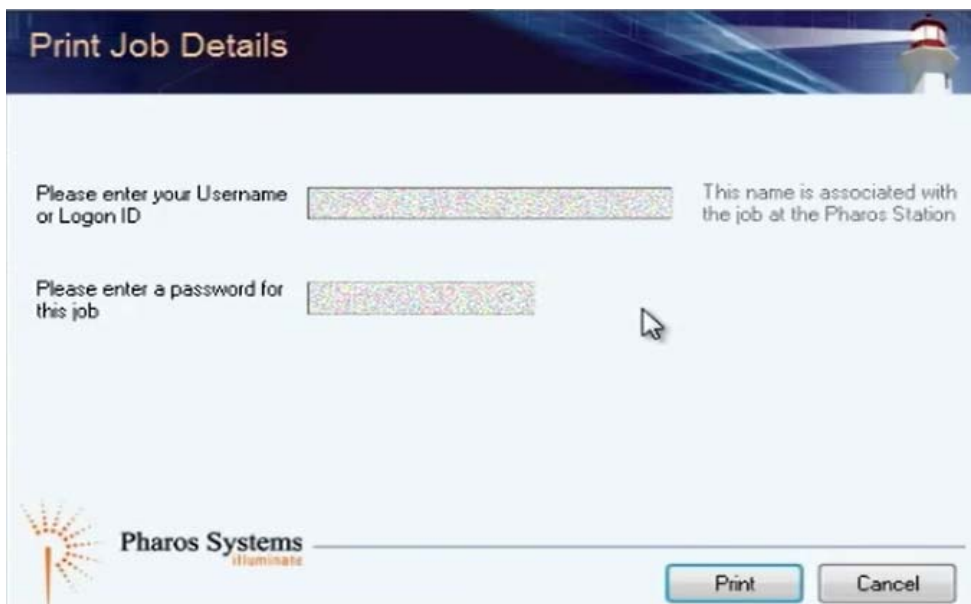 Print Job Details
Please enter your Username
or Logon ID
This name is associated with
the job at the Pharos Station
Please enter a password for
this job
Pharos Systems
illuminate
Print
Cancel